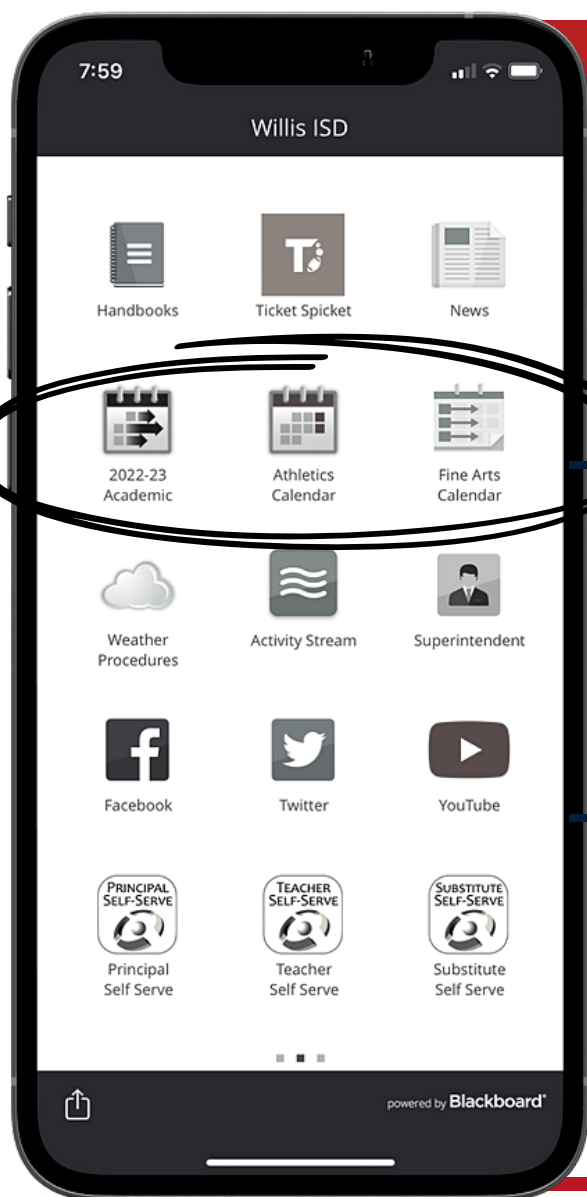 7:59
Willis ISD
T
Handbooks
Ticket Spicket
News
2022-23
Academic
Athletics
Calendar
Fine Arts
Calendar
Weather
Procedures
Activity Stream
Superintendent
Facebook
Twitter
YouTube
PRINCIPAL
SELF-SERVE
TEACHER
SELF-SERVE
SUBSTITUTE
SELF-SERVE
Principal
Self Serve
Teacher
Self Serve
Substitute
Self Serve
powered by Blackboard®